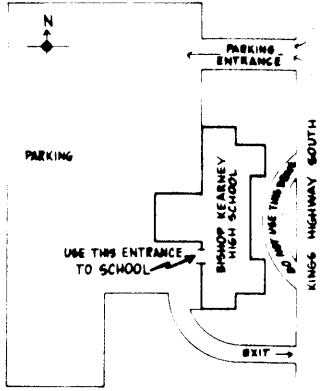 N
PARKING
ENTRANCE
PARKING
BISHOP KEARNEY
HIGH SCHOOL
DO NOT USE THIS DRIVE
KINGS HIGHWAY SOUTH
USE THIS ENTRANCE
TO SCHOOL
EXIT